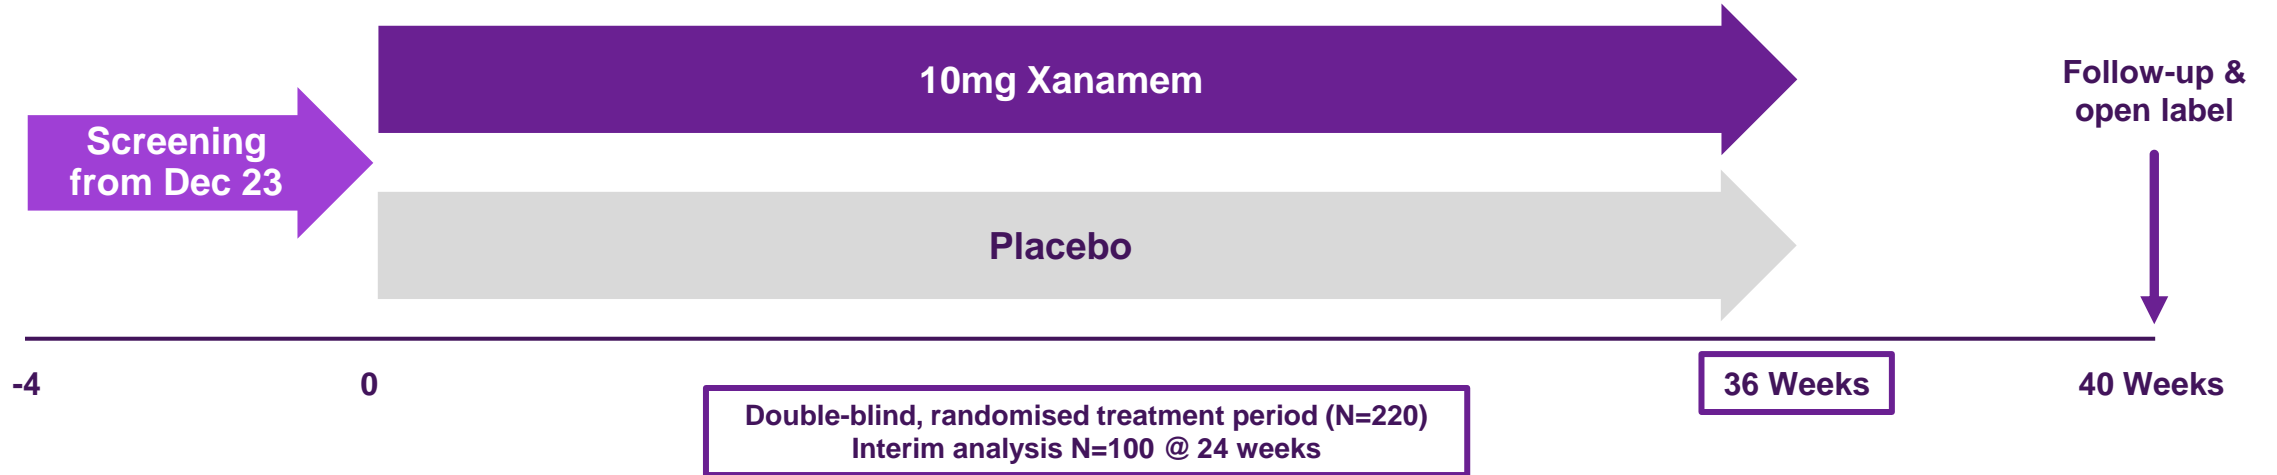 10mg Xanamem
Follow-up &
open label
Screening
from Dec 23
Placebo
-4
0
36 Weeks
40 Weeks
Double-blind, randomised treatment period (N=220)
Interim analysis N=100 @ 24 weeks